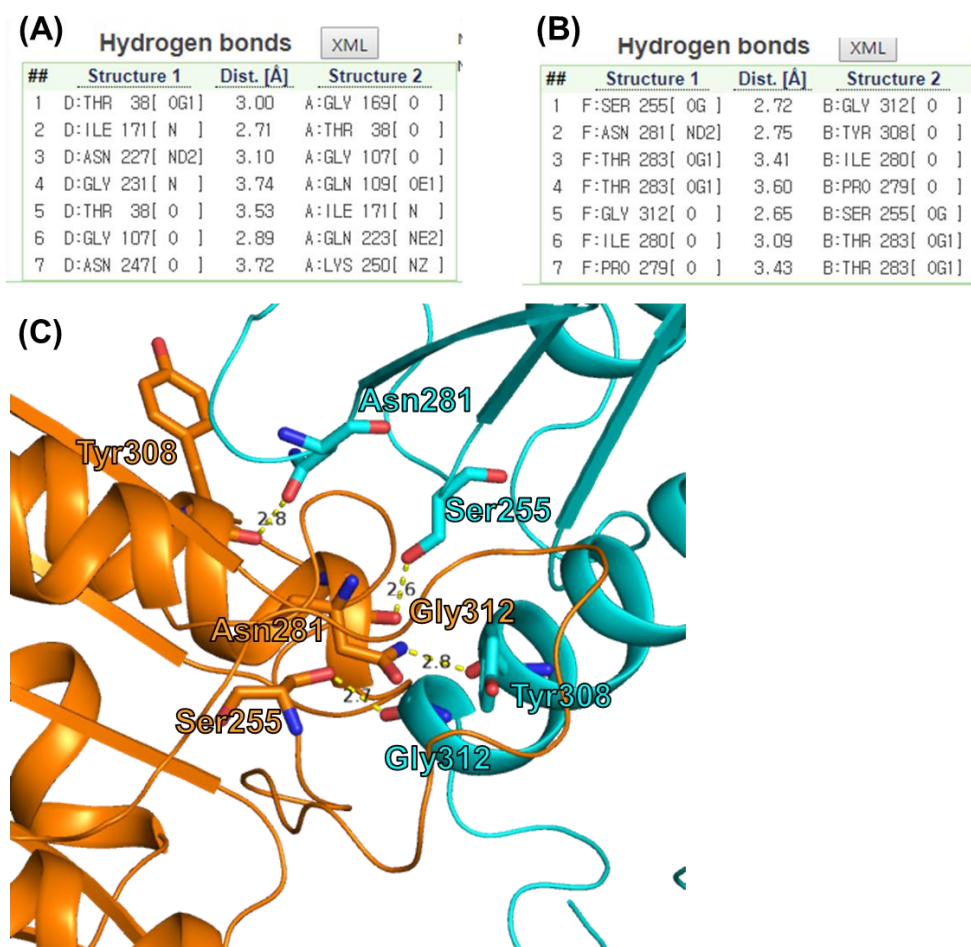 (A)
Hydrogen bonds XML
## Structure 1 Dist. [Å] Structure 2
1 D:THR 38[ OG1] 3.00 A:GLY 169[ O ]
2 D:ILE 171[ N ] 2.71 A:THR 38[ O ]
3 D:ASN 227[ ND2] 3.10 A:GLY 107[ O ]
4 D:GLY 231[ N ] 3.74 A:GLN 109[ OE1]
5 D:THR 38[ O ] 3.53 A:ILE 171[ N ]
6 D:GLY 107[ O ] 2.89 A:GLN 223[ NE2]
7 D:ASN 247[ O ] 3.72 A:LYS 250[ NZ ]
(B)
Hydrogen bonds XML
## Structure 1 Dist. [Å] Structure 2
1 F:SER 255[ OG ] 2.72 B:GLY 312[ O ]
2 F:ASN 281[ ND2] 2.75 B:TYR 308[ O ]
3 F:THR 283[ OG1] 3.41 B:ILE 280[ O ]
4 F:THR 283[ OG1] 3.60 B:PRO 279[ O ]
5 F:GLY 312[ O ] 2.65 B:SER 255[ OG ]
6 F:ILE 280[ O ] 3.09 B:THR 283[ OG1]
7 F:PRO 279[ O ] 3.43 B:THR 283[ OG1]
(C)
Asn281
Tyr308
Ser255
2.8
2.6
Gly312
Asn281
2.8
Tyr308
2.7
Ser255
Gly312